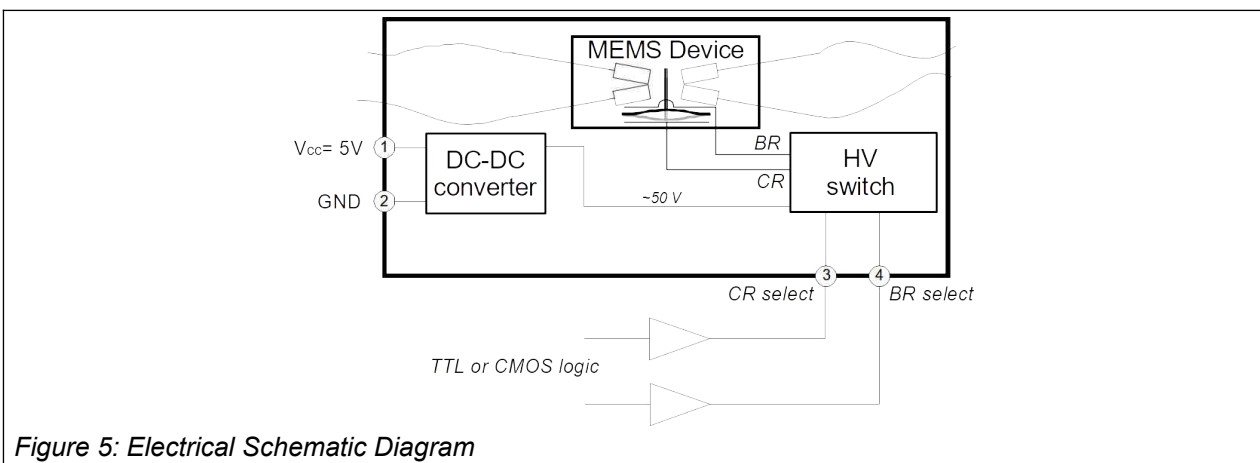 MEMS Device
Vcc= 5V 1
DC-DC
converter
GND 2
BR
CR
~50 V
HV
switch
3 4
CR select BR select
TTL or CMOS logic
Figure 5: Electrical Schematic Diagram